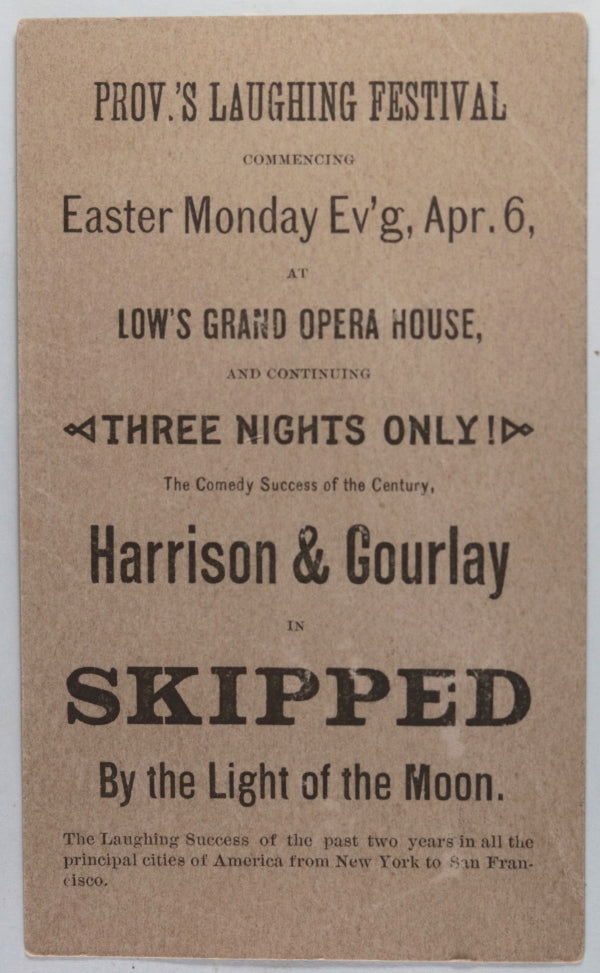 PROV.'S LAUGHING FESTIVAL
COMMENCING
Easter Monday Ev'g, Apr. 6,
AT
LOW'S GRAND OPERA HOUSE,
AND CONTINUING
THREE NIGHTS ONLY!
The Comedy Success of the Century,
Harrison & Gourlay
IN
SKIPPED
By the Light of the Moon.
The Laughing Success of the past two years in all the
principal cities of America from New York to San Fran-
cisco.